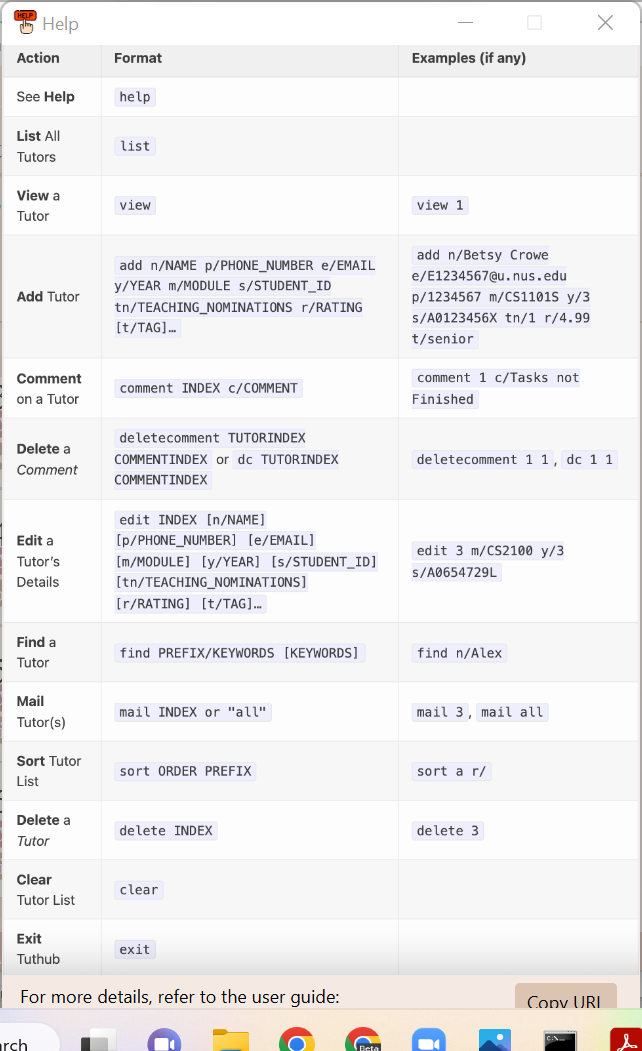 HELP
Help
Action Format Examples (if any)
See Help help
List All
Tutors
list
View a
Tutor
view
view 1
Add Tutor
add n/NAME p/PHONE_NUMBER e/EMAIL
y/YEAR m/MODULE s/STUDENT_ID
tn/TEACHING_NOMINATIONS r/RATING
[t/TAG]…
add n/Betsy Crowe
e/E1234567@u.nus.edu
p/1234567 m/CS1101S y/3
s/A0123456X tn/1 r/4.99
t/senior
Comment
on a Tutor
comment INDEX c/COMMENT
comment 1 c/Tasks not
Finished
Delete a
Comment
deletecomment TUTORINDEX
COMMENTINDEX or dc TUTORINDEX
COMMENTINDEX
deletecomment 1 1, dc 1 1
Edit a
Tutor’s
Details
edit INDEX [n/NAME]
[p/PHONE_NUMBER] [e/EMAIL]
[m/MODULE] [y/YEAR] [s/STUDENT_ID]
[tn/TEACHING_NOMINATIONS]
[r/RATING] [t/TAG]…
edit 3 m/CS2100 y/3
s/A0654729L
Find a
Tutor
find PREFIX/KEYWORDS [KEYWORDS]
find n/Alex
Mail
Tutor(s)
mail INDEX or "all"
mail 3, mail all
Sort Tutor
List
sort ORDER PREFIX
sort a r/
Delete a
Tutor
delete INDEX
delete 3
Clear
Tutor List
clear
Exit
Tuthub
exit
For more details, refer to the user guide:
Copy URL
arch
Beta
C:\.